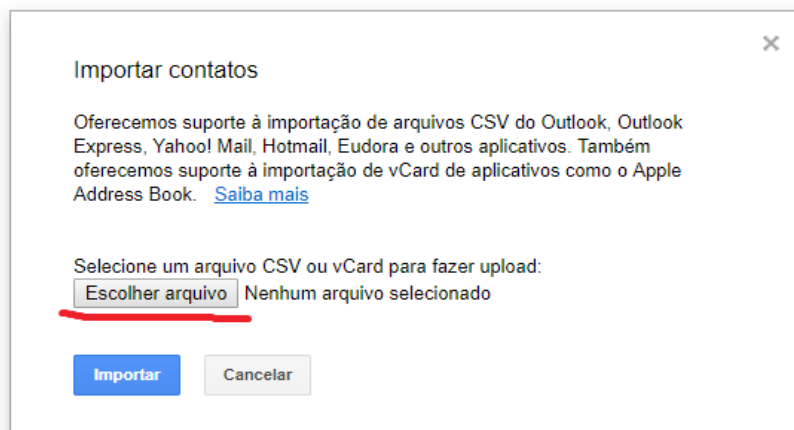 Importar contatos
Oferecemos suporte à importação de arquivos CSV do Outlook, Outlook
Express, Yahoo! Mail, Hotmail, Eudora e outros aplicativos. Também
oferecemos suporte à importação de vCard de aplicativos como o Apple
Address Book. Saiba mais
Selecione um arquivo CSV ou vCard para fazer upload:
Escolher arquivo Nenhum arquivo selecionado
Importar Cancelar